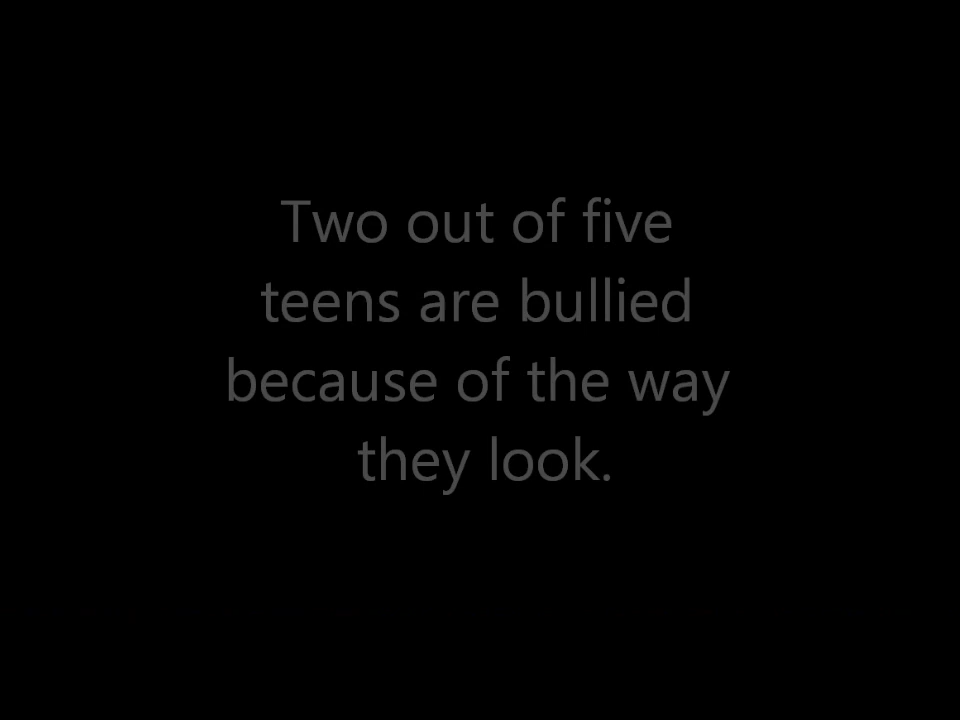 Two out of five
teens are bullied
because of the way
they look.